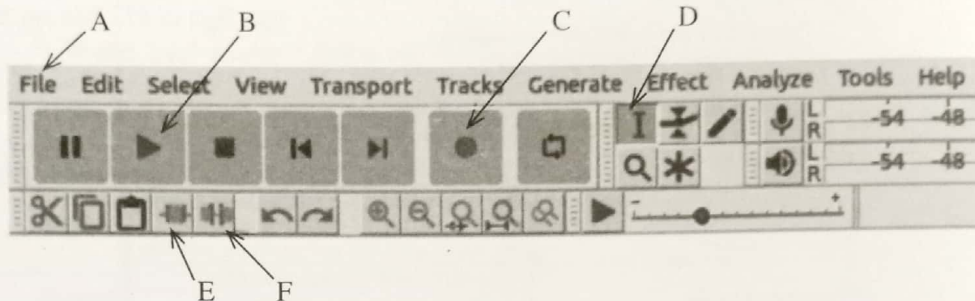 A B C D
File Edit Select View Transport Tracks Generate Effect Analyze Tools Help
L
R -54 -48
L
R -54 -48
- +
E F